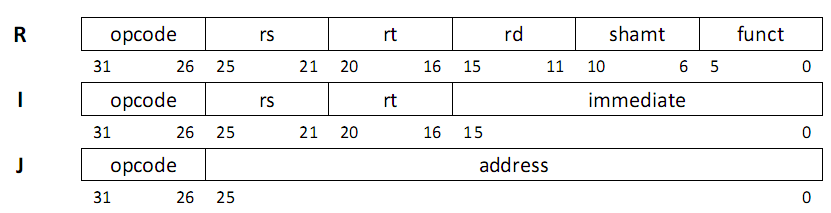 R opcode rs rt rd shamt funct
31 26 25 21 20 16 15 11 10 6 5 0
I opcode rs rt immediate
31 26 25 21 20 16 15 0
J opcode address
31 26 25 0